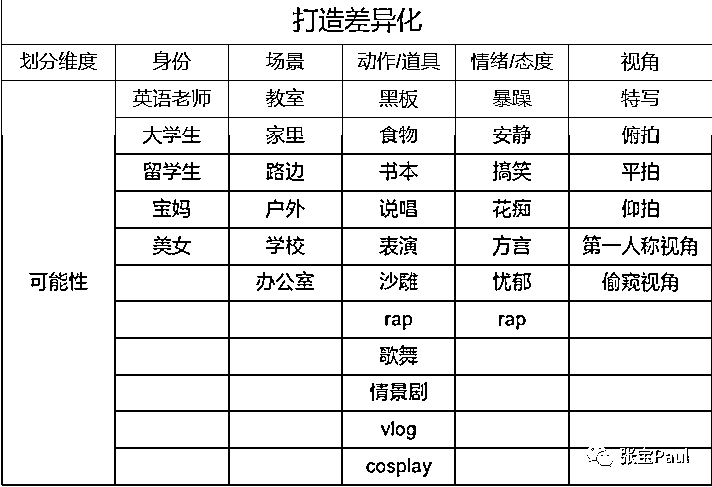 打造差异化
划分维度 身份 场景 动作/道具 情绪/态度 视角
英语老师 教室 黑板 暴躁 特写
大学生 家里 食物 安静 俯拍
留学生 路边 书本 搞笑 平拍
宝妈 户外 说唱 花痴 仰拍
美女 学校 表演 方言 第一人称视角
可能性 办公室 沙雕 忧郁 偷窥视角
rap rap
歌舞
情景剧
vlog
cosplay
张宝Paul